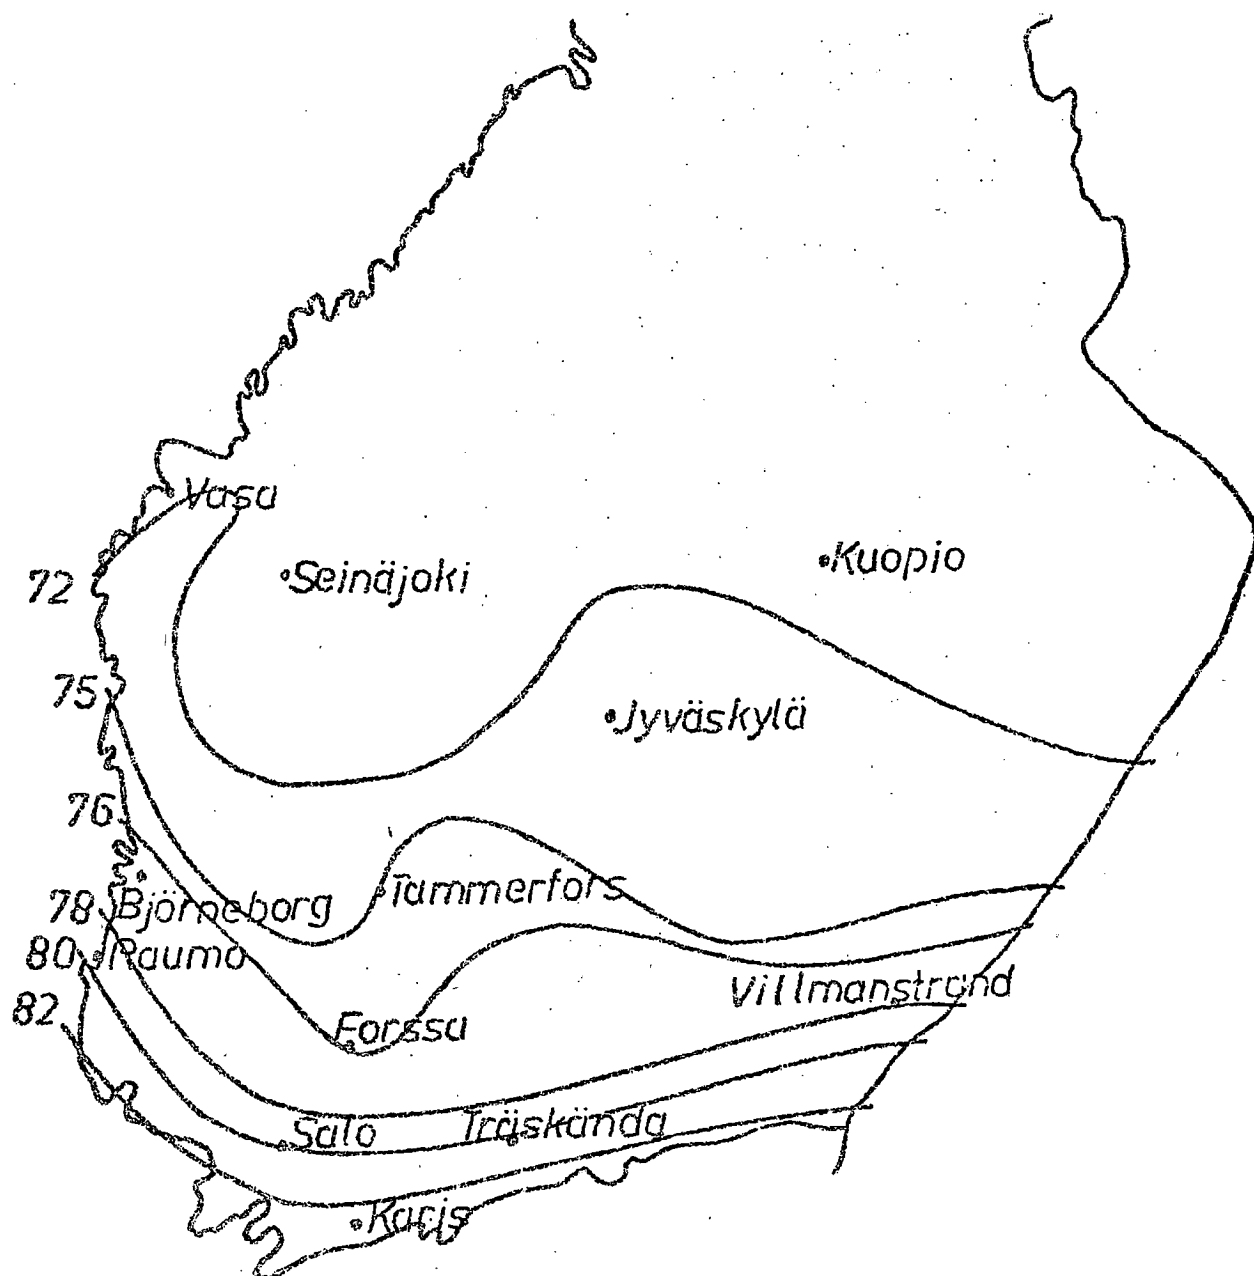 Vasa
72
Seinäjoki
Kuopio
75
Jyväskylä
76
78
Björneborg
Tammerfors
80
Raumo
Villmanstrand
82
Forssa
Salo
Träskända
Karis